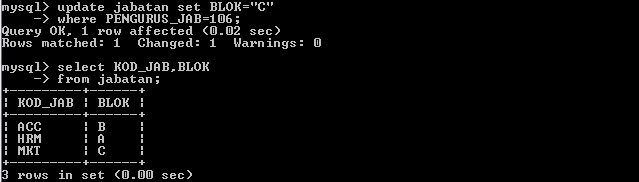 mysql> update jabatan set BLOK="C"
    -> where PENGURUS_JAB=106;
Query OK, 1 row affected (0.02 sec)
Rows matched: 1  Changed: 1  Warnings: 0

mysql> select KOD_JAB,BLOK
    -> from jabatan;
+---------+------+
| KOD_JAB | BLOK |
+---------+------+
| ACC     | B    |
| HRM     | A    |
| MKT     | C    |
+---------+------+
3 rows in set (0.00 sec)